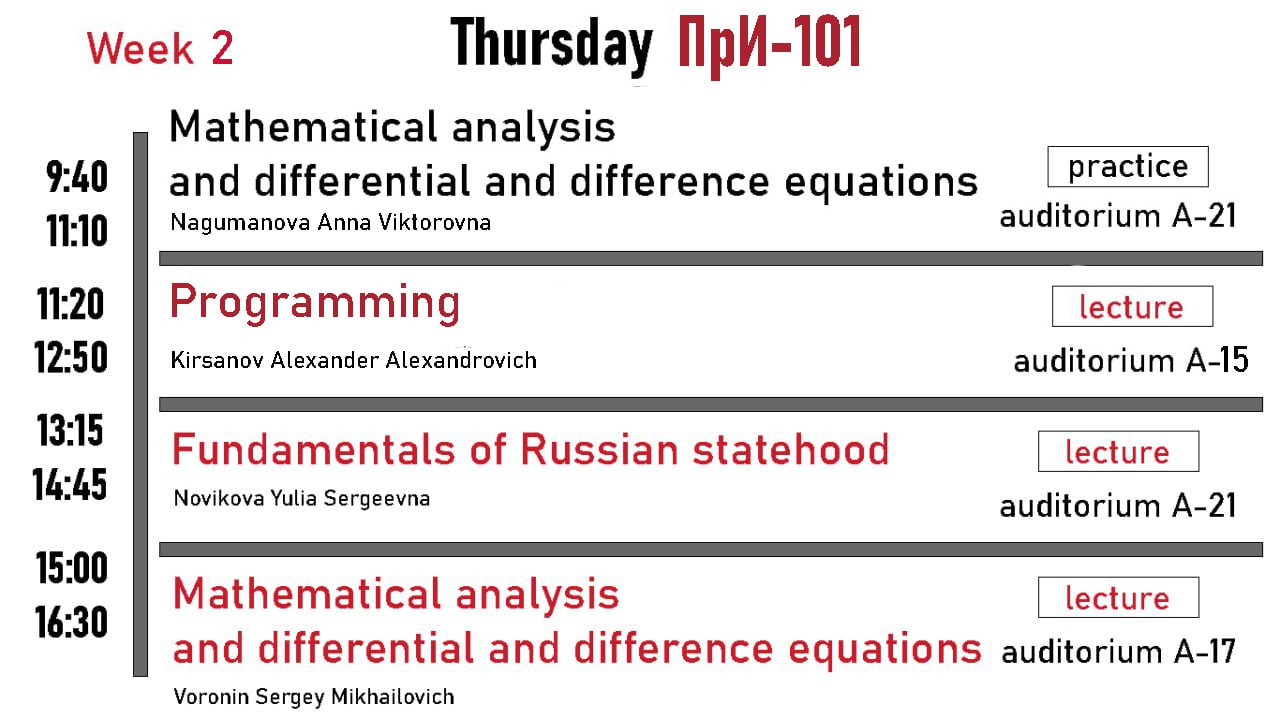 Week 2
Thursday ПрИ-101
9:40
11:10
Mathematical analysis
and differential and difference equations
Nagumanova Anna Viktorovna
practice
auditorium A-21
11:20
12:50
Programming
Kirsanov Alexander Alexandrovich
lecture
auditorium A-15
13:15
14:45
Fundamentals of Russian statehood
Novikova Yulia Sergeevna
lecture
auditorium A-21
15:00
16:30
Mathematical analysis
and differential and difference equations
Voronin Sergey Mikhailovich
lecture
auditorium A-17